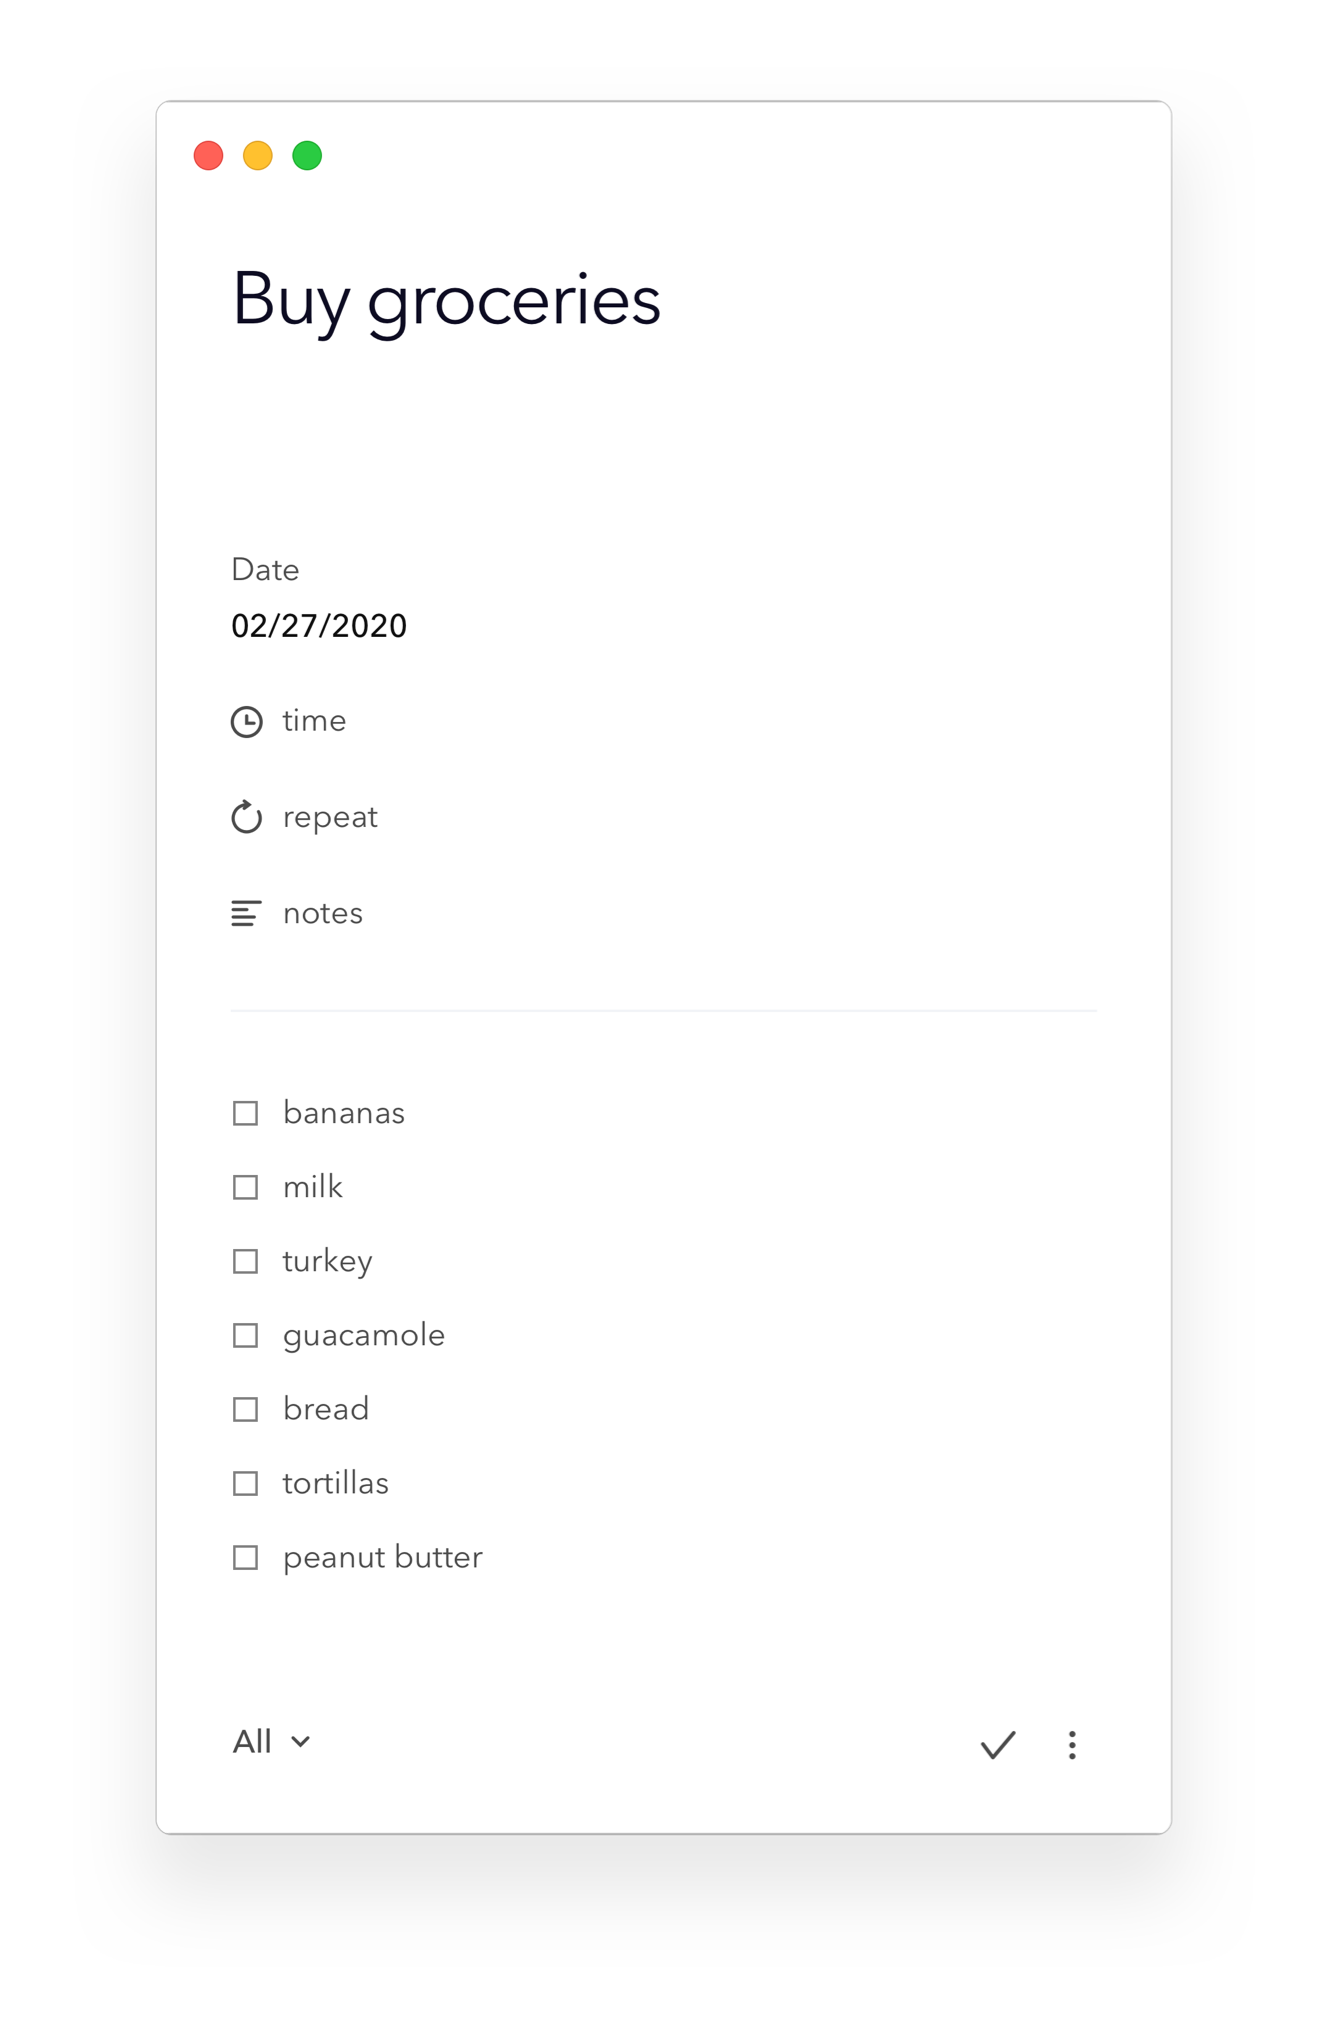 Buy groceries
Date
02/27/2020
time
repeat
notes
bananas
milk
turkey
guacamole
bread
tortillas
peanut butter
All